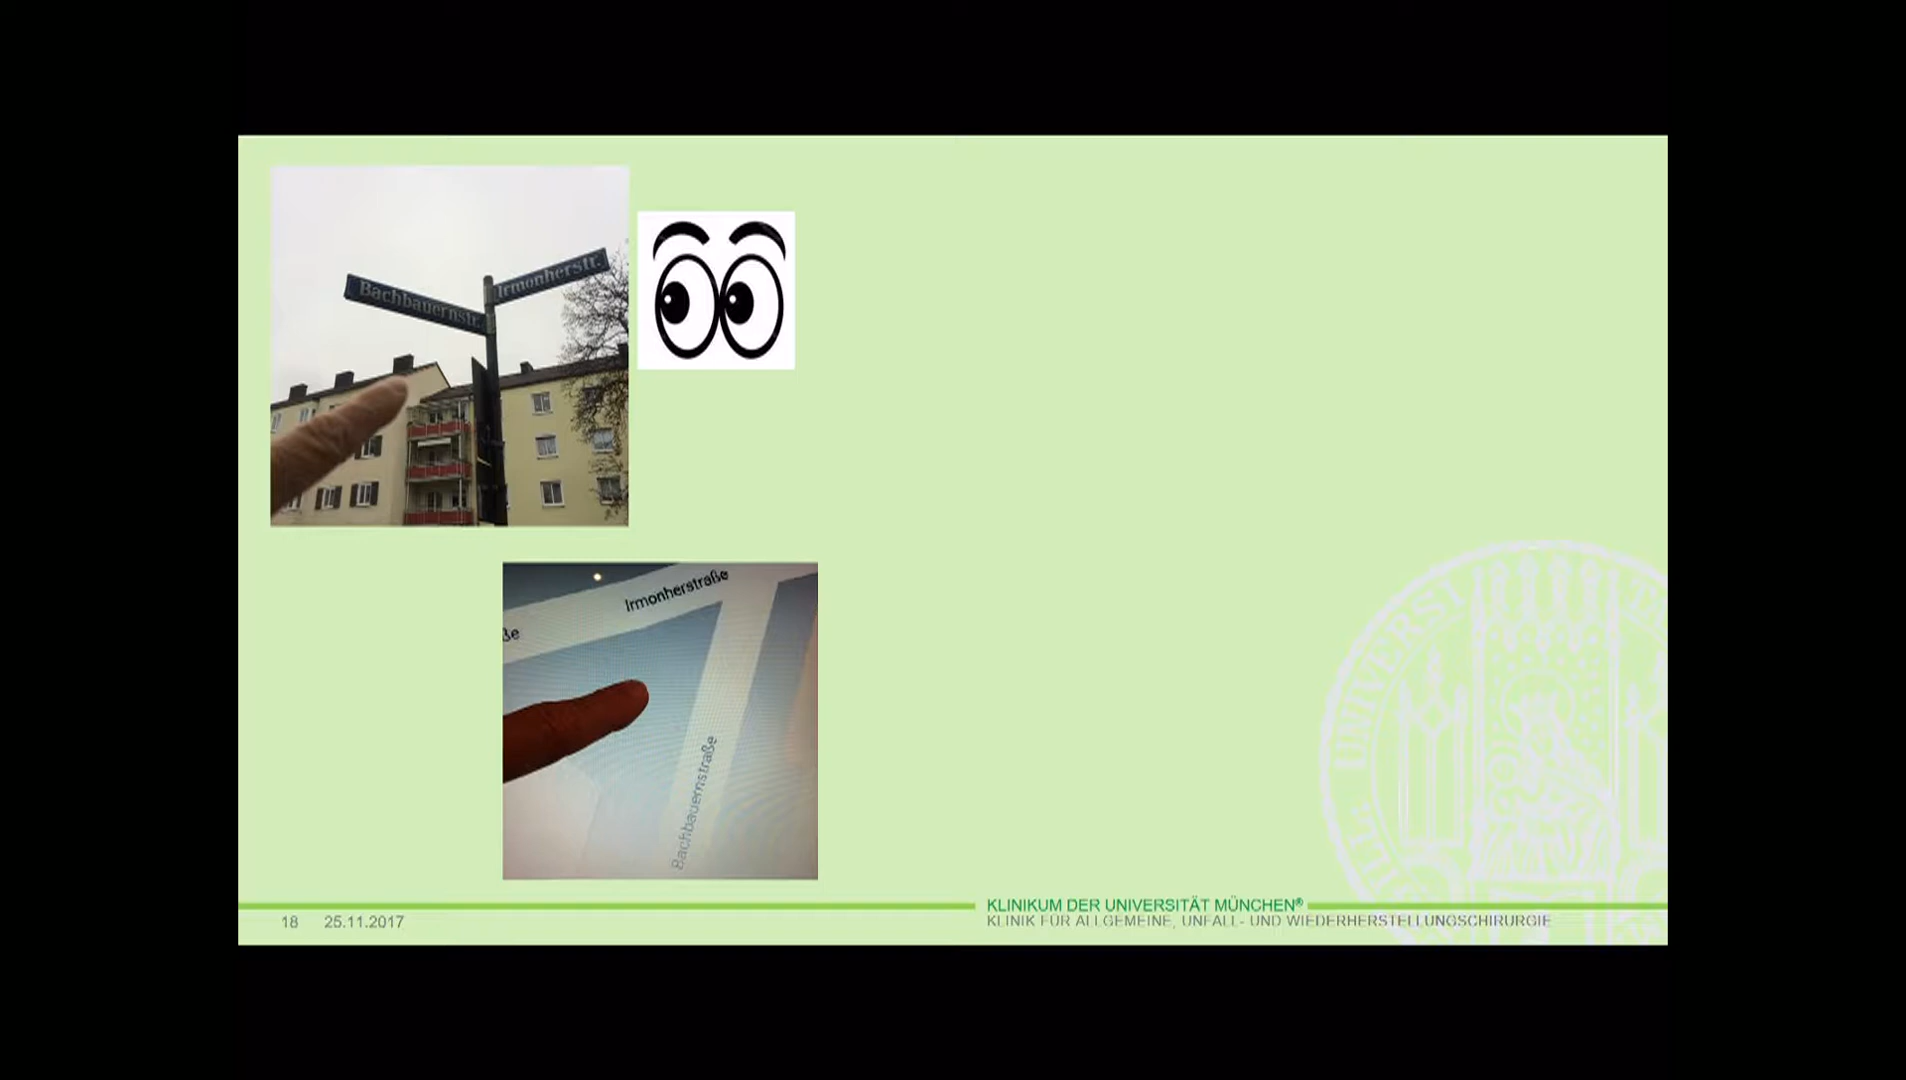 Bachbauernstr.
Irmonherstr.
Irmonherstraße
ße
Bachbauernstraße
KLINIKUM DER UNIVERSITÄT MÜNCHEN®
18 25.11.2017
KLINIK FÜR ALLGEMEINE, UNFALL- UND WIEDERHERSTELLUNGSCHIRURGIE